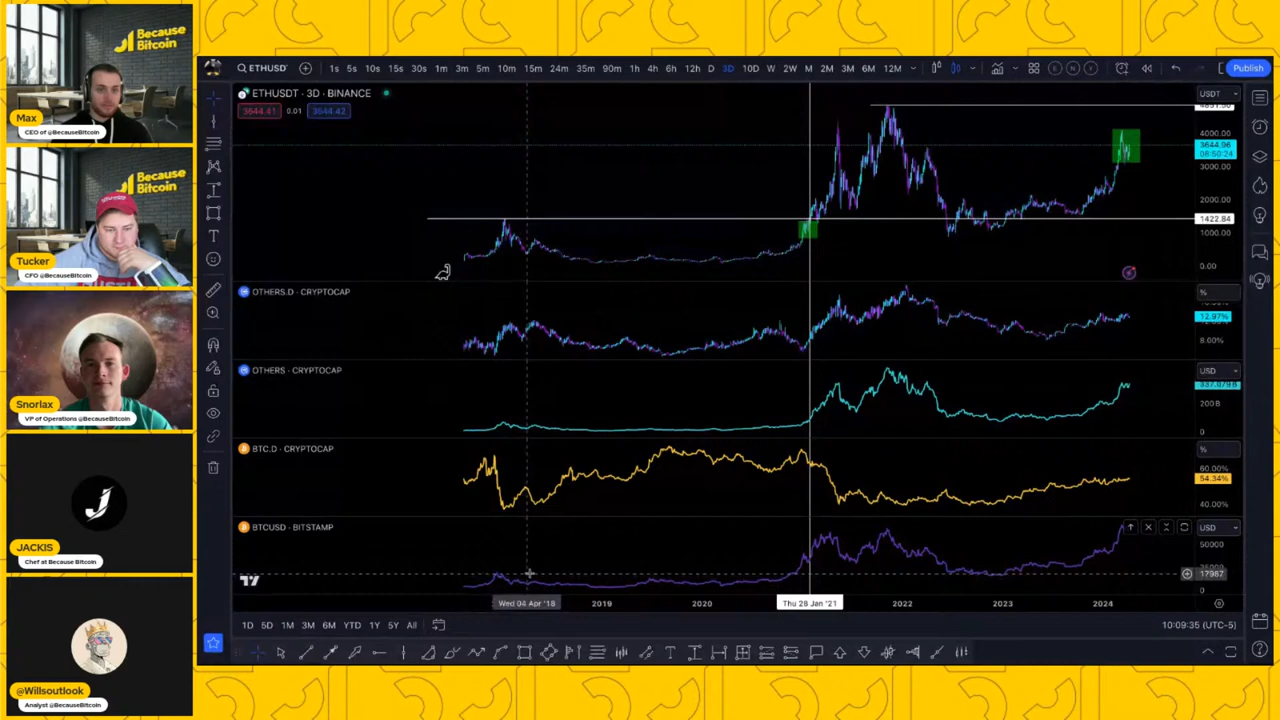 Because
Bitcoin
Max
CEO of @BecauseBitcoin
Because
Bitcoin
Tucker
CFO @BecauseBitcoin
Snorlax
VP of Operations @BecauseBitcoin
JACKIS
Chef at Because Bitcoin
@Willsoutlook
Analyst @BecauseBitcoin
ETHUSD 1s 5s 10s 15s 30s 1m 3m 5m 10m 15m 24m 35m 90m 1h 4h 6h 12h D 3D 10D W 2W M 2M 3M 6M 12M E N Y Publish
ETHUSDT · 3D · BINANCE
3644.41 0.01 3644.42
USDT
4000.00
3644.96
08:50:24
3000.00
2000.00
1422.84
1000.00
0.00
OTHERS.D · CRYPTOCAP
%
12.97%
8.00%
OTHERS · CRYPTOCAP
USD
200 B
0
BTC.D · CRYPTOCAP
%
60.00%
54.34%
40.00%
BTCUSD · BITSTAMP
USD
50000
17987
0
Wed 04 Apr '18 2019 2020 Thu 28 Jan '21 2022 2023 2024
1D 5D 1M 3M 6M YTD 1Y 5Y All
10:09:35 (UTC-5)